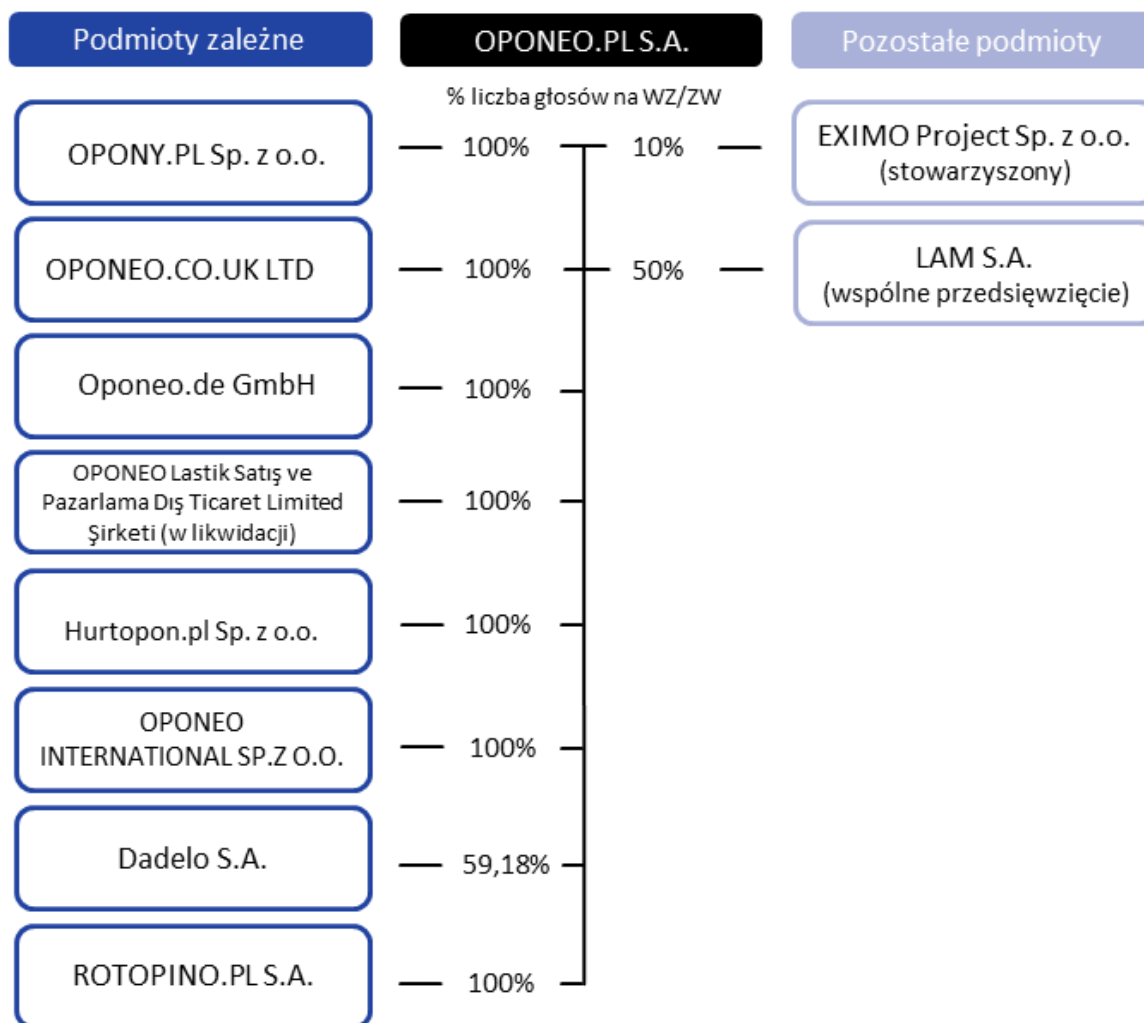 Podmioty zależne
OPONEO.PL S.A.
Pozostałe podmioty
% liczba głosów na WZ/ZW
OPONY.PL Sp. z o.o.
100%
10%
EXIMO Project Sp. z o.o.
(stowarzyszony)
OPONEO.CO.UK LTD
100%
50%
LAM S.A.
(wspólne przedsięwzięcie)
Oponeo.de GmbH
100%
OPONEO Lastik Satış ve
Pazarlama Dış Ticaret Limited
Şirketi (w likwidacji)
100%
Hurtopon.pl Sp. z o.o.
100%
OPONEO
INTERNATIONAL SP.Z O.O.
100%
Dadelo S.A.
59,18%
ROTOPINO.PL S.A.
100%